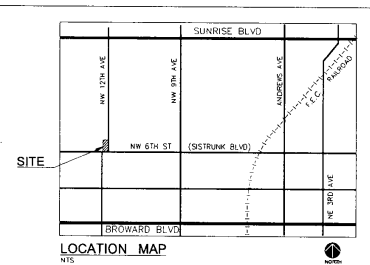 SUNRISE BLVD
NW 12TH AVE
NW 9TH AVE
ANDREWS AVE
F.E.C. RAILROAD
NW 6TH ST (SISTRUNK BLVD)
SITE
NE 3RD AVE
BROWARD BLVD
LOCATION MAP
NTS
NORTH